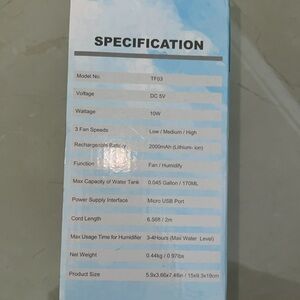 SPECIFICATION
Model No. TF03
Voltage DC 5V
Wattage 10W
3 Fan Speeds Low / Medium / High
Rechargeable Battery 2000mAh (Lithium- ion)
Function Fan / Humidify
Max Capacity of Water Tank 0.045 Gallon / 170ML
Power Supply Interface Micro USB Port
Cord Length 6.56ft / 2m
Max Usage Time for Humidifier 3-4Hours (Max Water Level)
Net Weight 0.44kg / 0.97lbs
Product Size 5.9x3.66x7.48in / 15x9.3x19cm